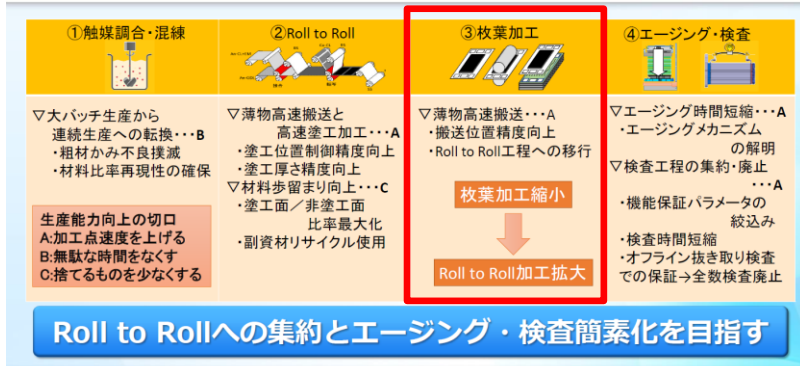 ①触媒調合・混練
▽大バッチ生産から
連続生産への転換・・・B
・粗材かみ不良撲滅
・材料比率再現性の確保
生産能力向上の切口
A:加工点速度を上げる
B:無駄な時間をなくす
C:捨てるものを少なくする
②Roll to Roll
▽薄物高速搬送と
高速塗工加工・・・A
・塗工位置制御精度向上
・塗工厚さ精度向上
▽材料歩留まり向上・・・C
・塗工面／非塗工面
比率最大化
・副資材リサイクル使用
③枚葉加工
▽薄物高速搬送・・・A
・搬送位置精度向上
・Roll to Roll工程への移行
枚葉加工縮小
Roll to Roll加工拡大
④エージング・検査
▽エージング時間短縮・・・A
・エージングメカニズム
の解明
▽検査工程の集約・廃止
・・・A
・機能保証パラメータの
絞込み
・検査時間短縮
・オフライン抜き取り検査
での保証→全数検査廃止
Roll to Rollへの集約とエージング・検査簡素化を目指す